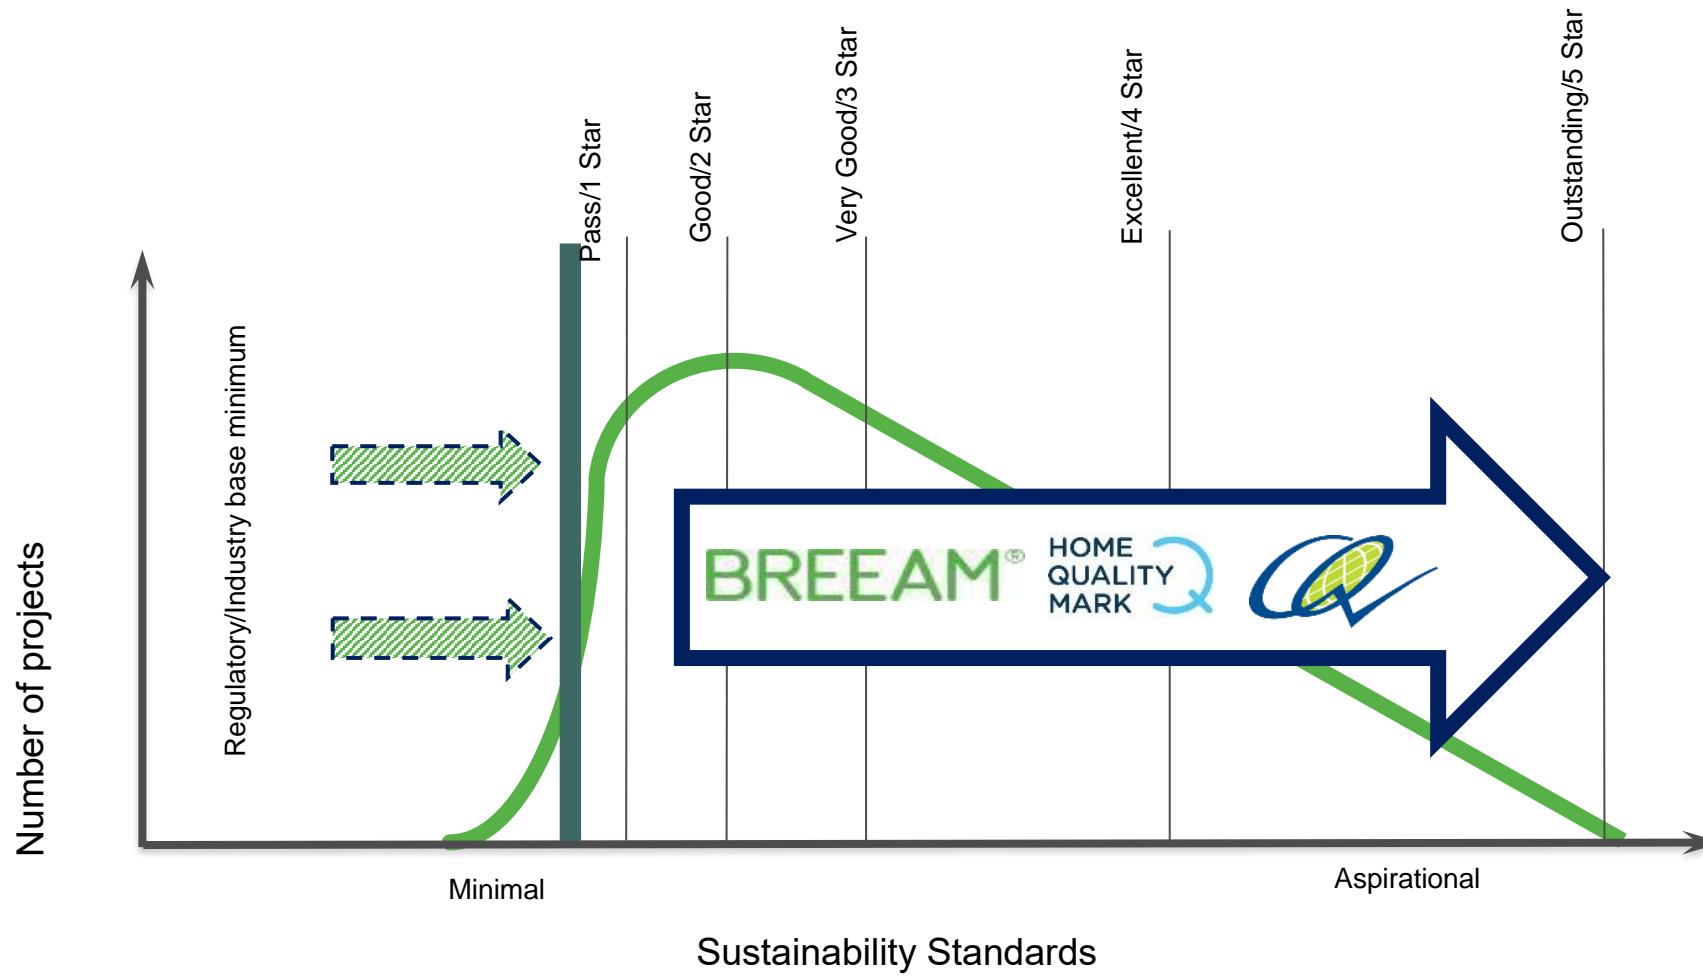 Pass/1 Star
Good/2 Star
Very Good/3 Star
Excellent/4 Star
Outstanding/5 Star
Number of projects
Regulatory/Industry base minimum
BREEAM®
HOME
QUALITY
MARK
Minimal
Aspirational
Sustainability Standards